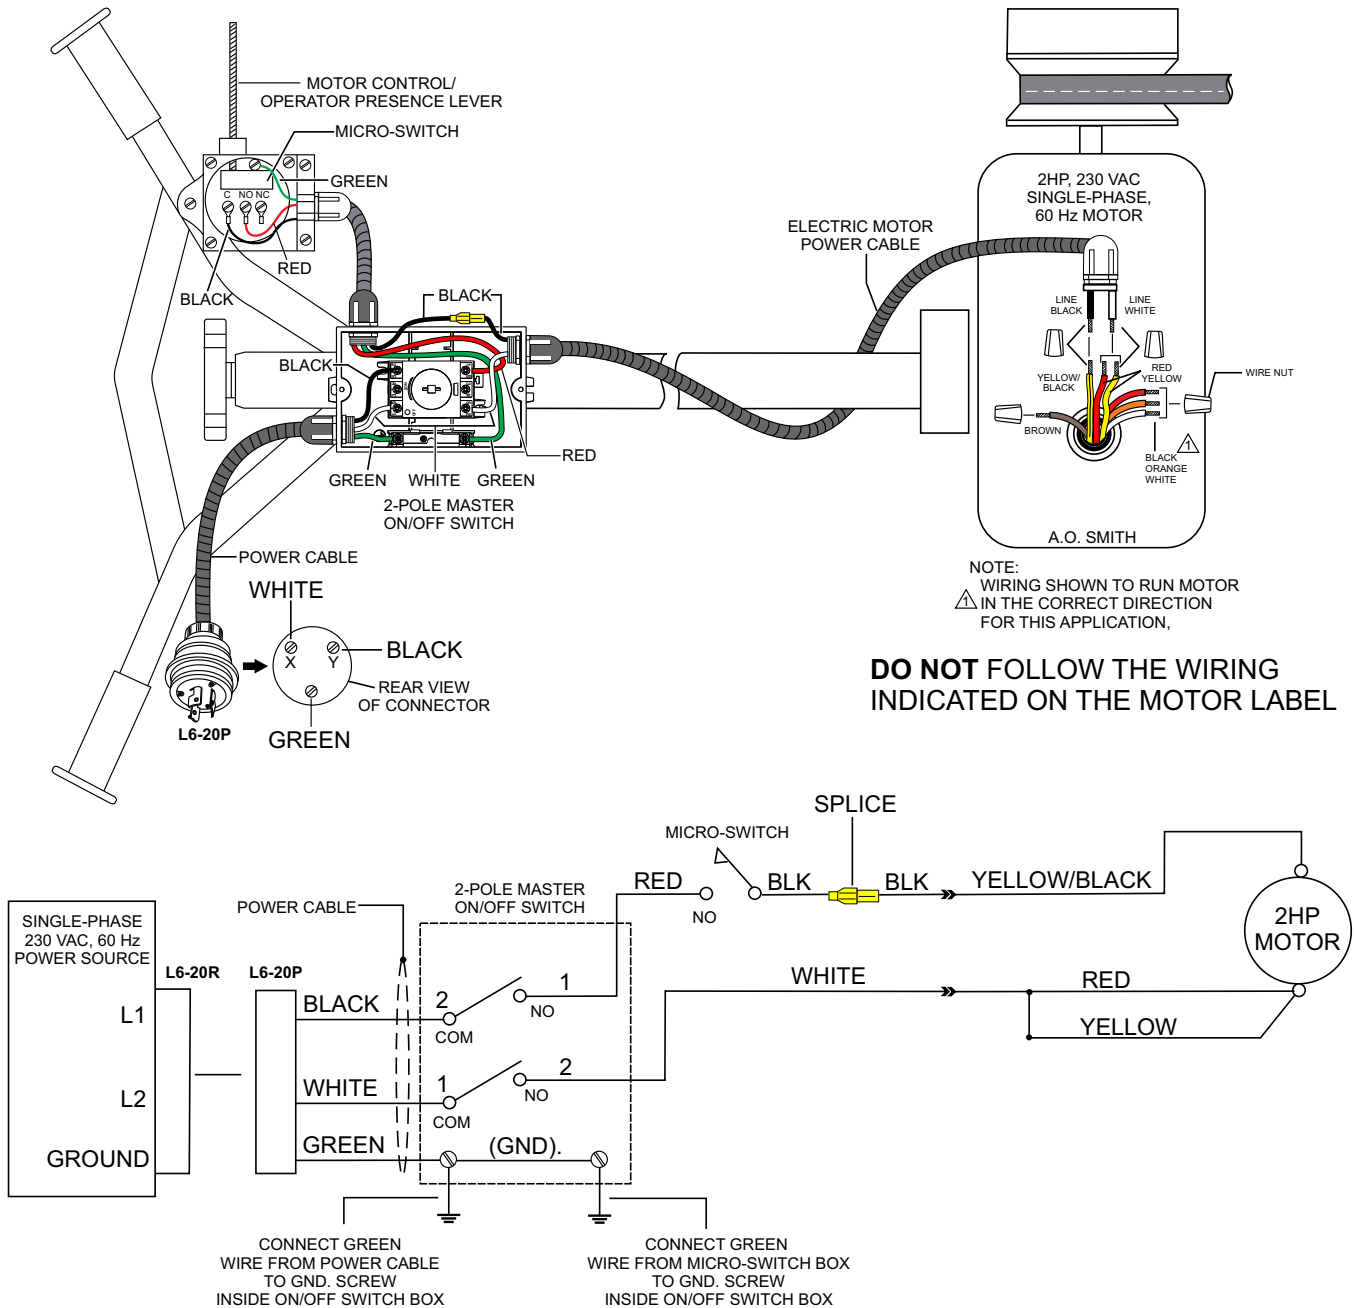 MOTOR CONTROL/
OPERATOR PRESENCE LEVER
MICRO-SWITCH
GREEN
C NO NC
RED
BLACK
BLACK
BLACK
GREEN
WHITE
GREEN
RED
2-POLE MASTER
ON/OFF SWITCH
POWER CABLE
WHITE
X
Y
BLACK
REAR VIEW
OF CONNECTOR
L6-20P
GREEN
ELECTRIC MOTOR
POWER CABLE
2HP, 230 VAC
SINGLE-PHASE,
60 Hz MOTOR
LINE
BLACK
LINE
WHITE
YELLOW/
BLACK
RED
YELLOW
WIRE NUT
BROWN
BLACK
ORANGE
WHITE
1
A.O. SMITH
NOTE:
WIRING SHOWN TO RUN MOTOR
1 IN THE CORRECT DIRECTION
FOR THIS APPLICATION,
DO NOT FOLLOW THE WIRING
INDICATED ON THE MOTOR LABEL
SPLICE
MICRO-SWITCH
RED
NO
BLK
BLK
YELLOW/BLACK
2HP
MOTOR
2-POLE MASTER
ON/OFF SWITCH
POWER CABLE
SINGLE-PHASE
230 VAC, 60 Hz
POWER SOURCE
L6-20R
L6-20P
L1
BLACK
2
COM
1
NO
WHITE
RED
YELLOW
L2
WHITE
1
COM
2
NO
GROUND
GREEN
(GND).
CONNECT GREEN
WIRE FROM POWER CABLE
TO GND. SCREW
INSIDE ON/OFF SWITCH BOX
CONNECT GREEN
WIRE FROM MICRO-SWITCH BOX
TO GND. SCREW
INSIDE ON/OFF SWITCH BOX